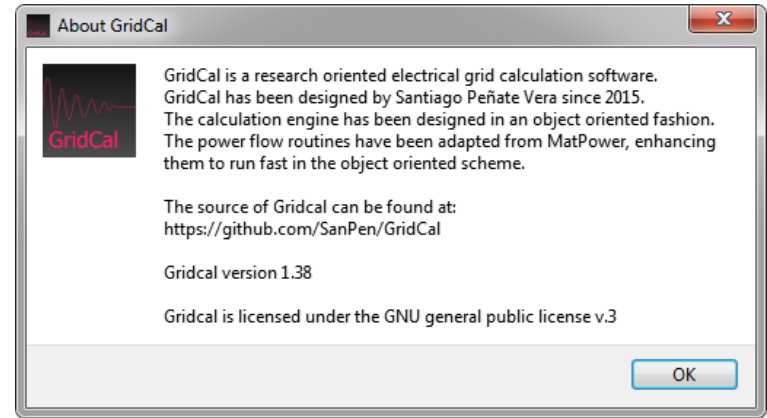 About GridCal
GridCal
GridCal is a research oriented electrical grid calculation software.
GridCal has been designed by Santiago Peñate Vera since 2015.
The calculation engine has been designed in an object oriented fashion.
The power flow routines have been adapted from MatPower, enhancing
them to run fast in the object oriented scheme.
The source of Gridcal can be found at:
https://github.com/SanPen/GridCal
Gridcal version 1.38
Gridcal is licensed under the GNU general public license v.3
OK